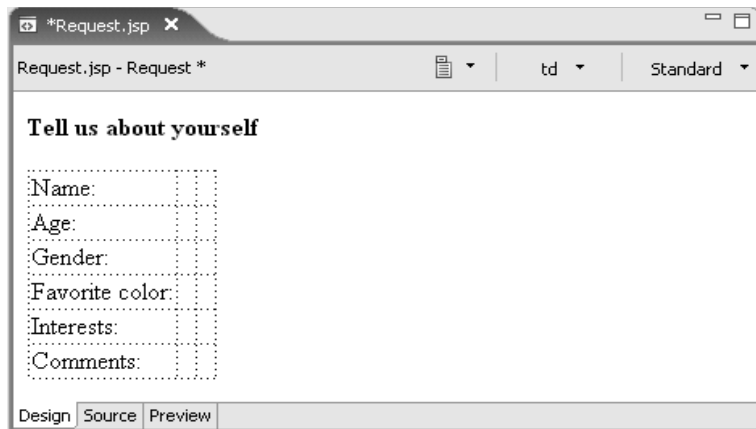 *Request.jsp
Request.jsp - Request * td Standard
Tell us about yourself
Name:
Age:
Gender:
Favorite color:
Interests:
Comments:
Design Source Preview